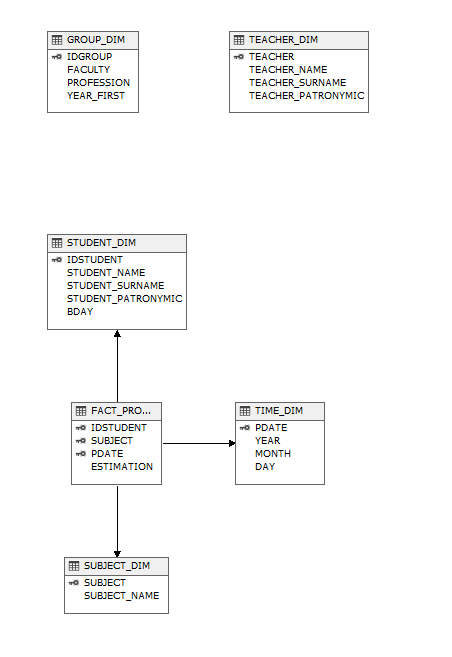 GROUP_DIM
IDGROUP
FACULTY
PROFESSION
YEAR_FIRST
TEACHER_DIM
TEACHER
TEACHER_NAME
TEACHER_SURNAME
TEACHER_PATRONYMIC
STUDENT_DIM
IDSTUDENT
STUDENT_NAME
STUDENT_SURNAME
STUDENT_PATRONYMIC
BDAY
FACT_PRO...
IDSTUDENT
SUBJECT
PDATE
ESTIMATION
TIME_DIM
PDATE
YEAR
MONTH
DAY
SUBJECT_DIM
SUBJECT
SUBJECT_NAME